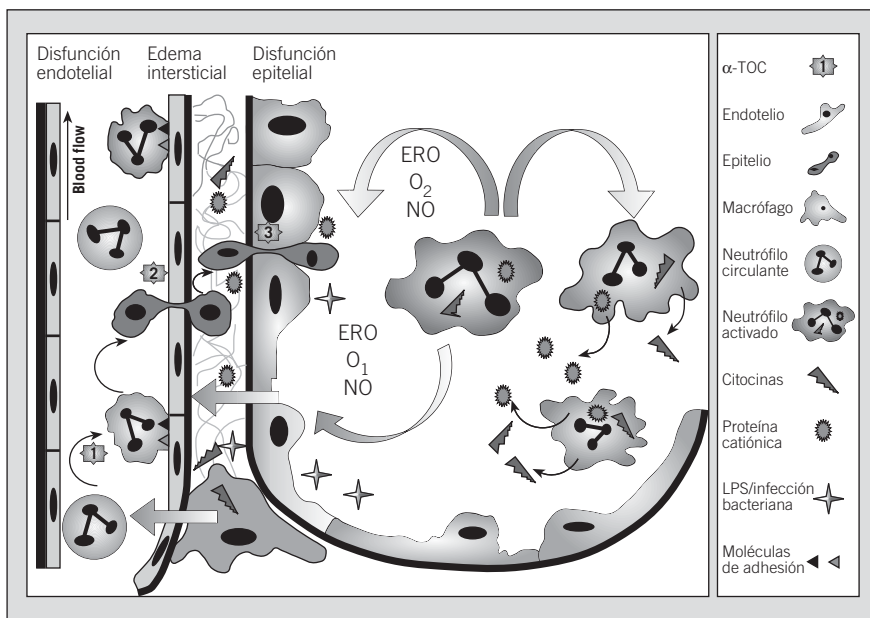 Disfunción
endotelial
Edema
intersticial
Disfunción
epitelial
Blood flow
ERO
O2
NO
3
2
ERO
O1
NO
1
α-TOC
1
Endotelio
Epitelio
Macrófago
Neutrófilo
circulante
Neutrófilo
activado
Citocinas
Proteína
catiónica
LPS/infección
bacteriana
Moléculas
de adhesión